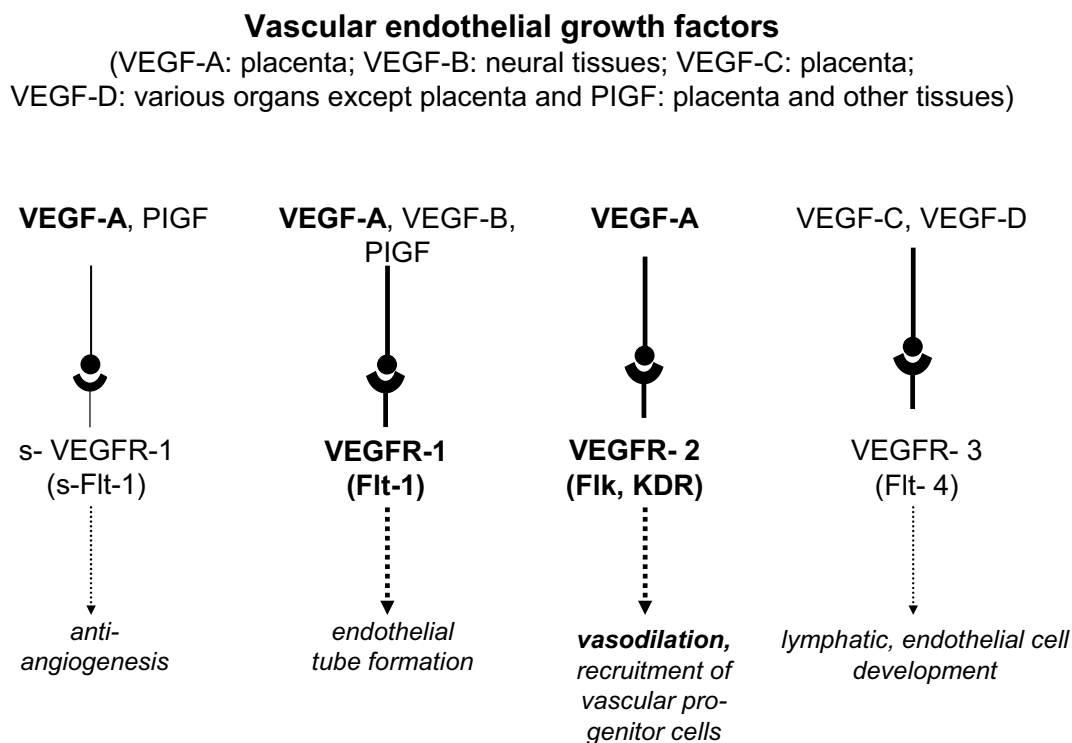 Vascular endothelial growth factors
(VEGF-A: placenta; VEGF-B: neural tissues; VEGF-C: placenta;
VEGF-D: various organs except placenta and PIGF: placenta and other tissues)
VEGF-A, PIGF
VEGF-A, VEGF-B,
PIGF
VEGF-A
VEGF-C, VEGF-D
s- VEGFR-1
(s-Flt-1)
VEGFR-1
(Flt-1)
VEGFR- 2
(Flk, KDR)
VEGFR- 3
(Flt- 4)
anti-
angiogenesis
endothelial
tube formation
vasodilation,
recruitment of
vascular pro-
genitor cells
lymphatic, endothelial cell
development